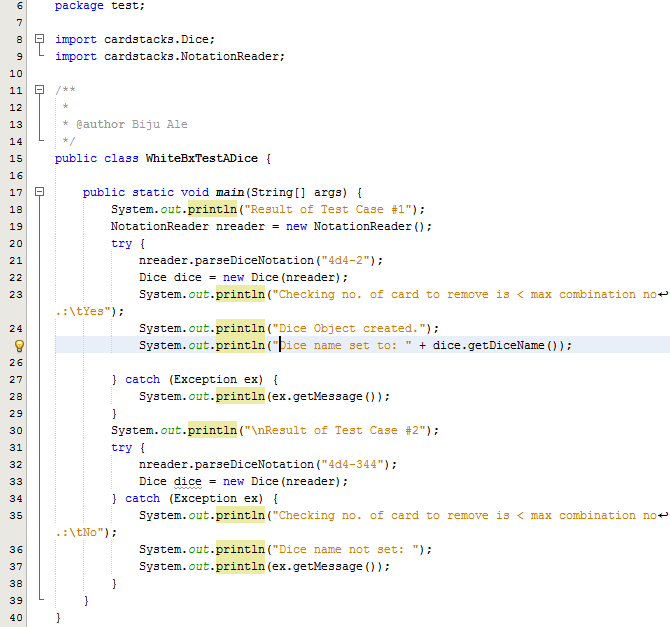 6 package test;
7
8 import cardstacks.Dice;
9 import cardstacks.NotationReader;
10
11 /**
12 *
13 * @author Biju Ale
14 */
15 public class WhiteBxTestADice {
16
17 public static void main(String[] args) {
18 System.out.println("Result of Test Case #1");
19 NotationReader nreader = new NotationReader();
20 try {
21 nreader.parseDiceNotation("4d4-2");
22 Dice dice = new Dice(nreader);
23 System.out.println("Checking no. of card to remove is < max combination no↩
.:\tYes");
24 System.out.println("Dice Object created.");
System.out.println("Dice name set to: " + dice.getDiceName());
26
27 } catch (Exception ex) {
28 System.out.println(ex.getMessage());
29 }
30 System.out.println("\nResult of Test Case #2");
31 try {
32 nreader.parseDiceNotation("4d4-344");
33 Dice dice = new Dice(nreader);
34 } catch (Exception ex) {
35 System.out.println("Checking no. of card to remove is < max combination no↩
.:\tNo");
36 System.out.println("Dice name not set: ");
37 System.out.println(ex.getMessage());
38 }
39 }
40 }